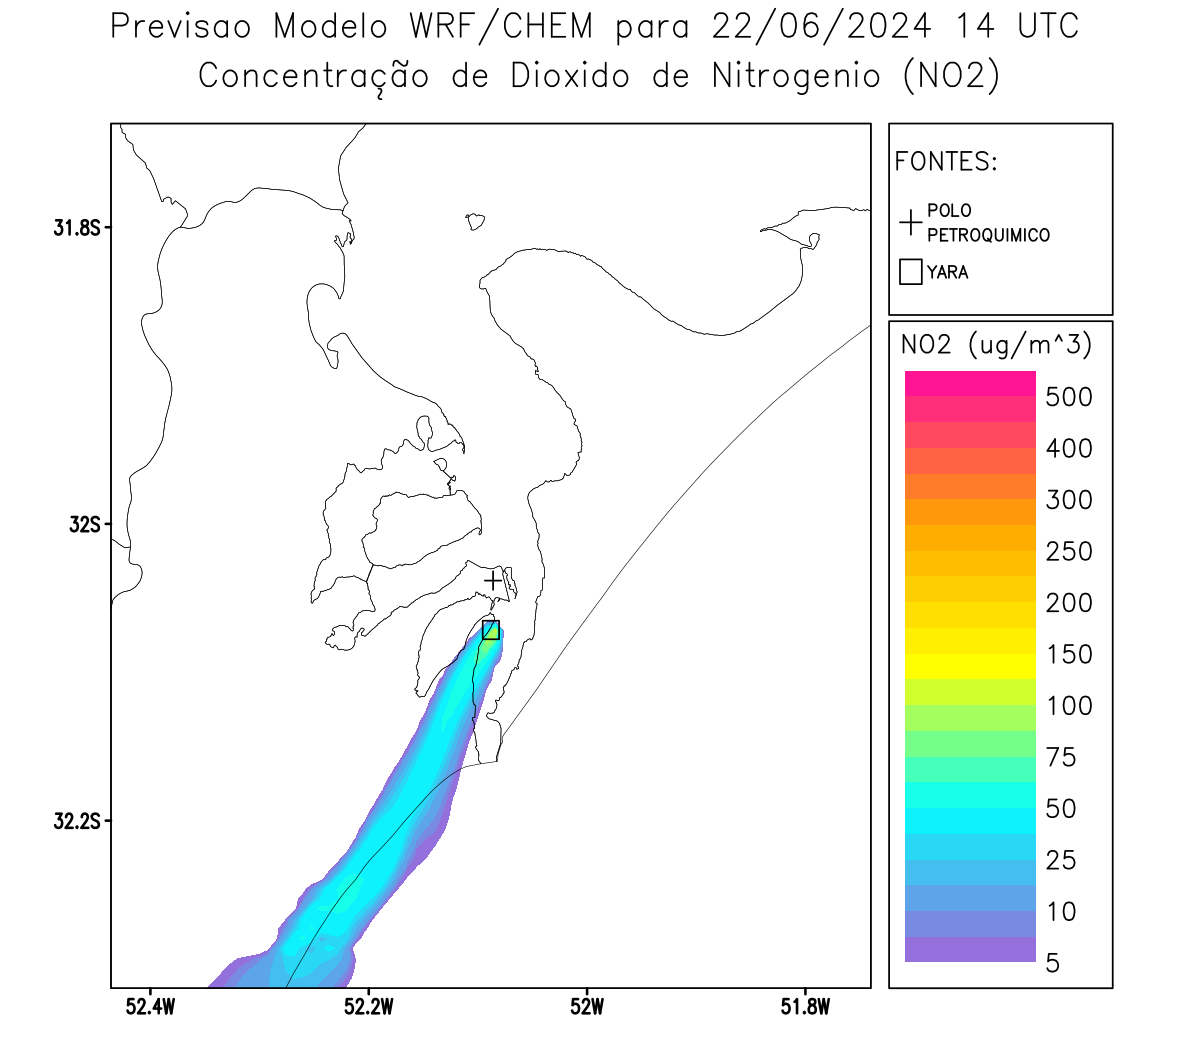 Previsao Modelo WRF/CHEM para 22/06/2024 14 UTC
Concentração de Dioxido de Nitrogenio (NO2)
FONTES:
POLO
PETROQUIMICO
YARA
NO2 (ug/m^3)
500
400
300
250
200
150
100
75
50
25
10
5
31.8S
32S
32.2S
52.4W
52.2W
52W
51.8W